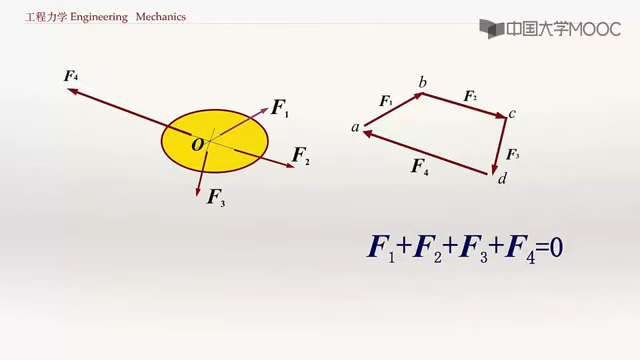 工程力学 Engineering Mechanics
中国大学MOOC
F4
F1
O
F2
F3
b
F1
F2
a
c
F3
F4
d
F1+F2+F3+F4=0